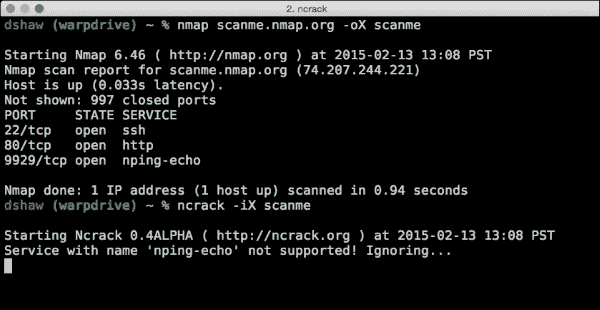 2. ncrack
dshaw (warpdrive) ~ % nmap scanme.nmap.org -oX scanme
Starting Nmap 6.46 ( http://nmap.org ) at 2015-02-13 13:08 PST
Nmap scan report for scanme.nmap.org (74.207.244.221)
Host is up (0.033s latency).
Not shown: 997 closed ports
PORT     STATE SERVICE
22/tcp   open  ssh
80/tcp   open  http
9929/tcp open  nping-echo
Nmap done: 1 IP address (1 host up) scanned in 0.94 seconds
dshaw (warpdrive) ~ % ncrack -iX scanme
Starting Ncrack 0.4ALPHA ( http://ncrack.org ) at 2015-02-13 13:08 PST
Service with name 'nping-echo' not supported! Ignoring...